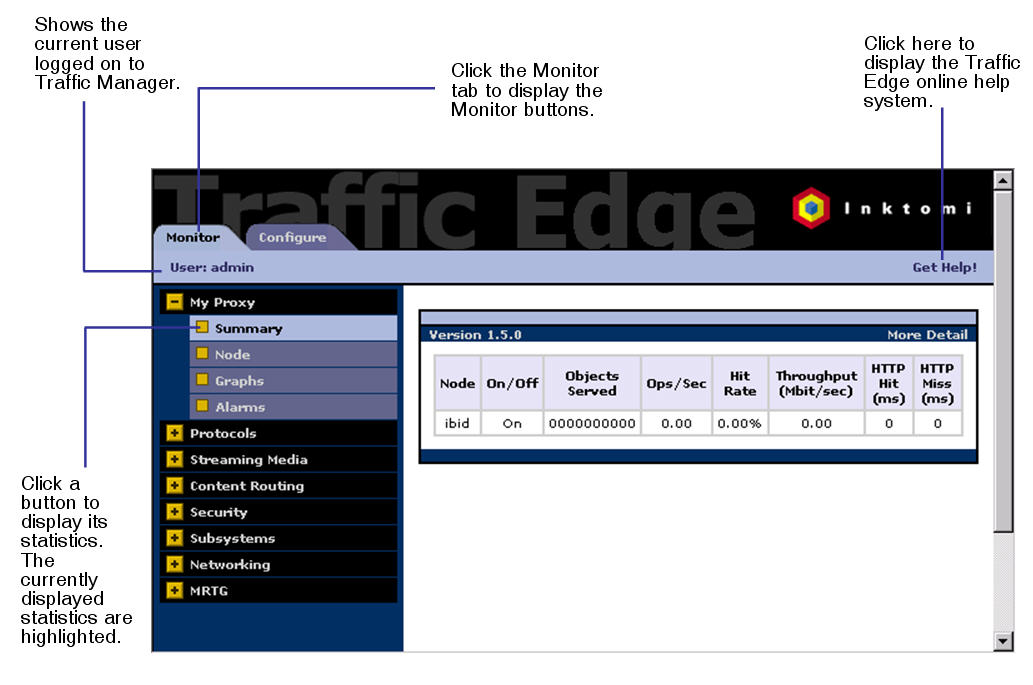 Shows the
current user
logged on to
Traffic Manager.
Click the Monitor
tab to display the
Monitor buttons.
Click here to
display the Traffic
Edge online help
system.
Traffic Edge
Inktomi
Monitor
Configure
User: admin
Get Help!
My Proxy
Summary
Node
Graphs
Alarms
Protocols
Streaming Media
Content Routing
Security
Subsystems
Networking
MRTG
Version 1.5.0
More Detail
Node On/Off Objects Served Ops/Sec Hit Rate Throughput (Mbit/sec) HTTP Hit (ms) HTTP Miss (ms)
ibid On 0000000000 0.00 0.00% 0.00 0 0
Click a
button to
display its
statistics.
The
currently
displayed
statistics are
highlighted.